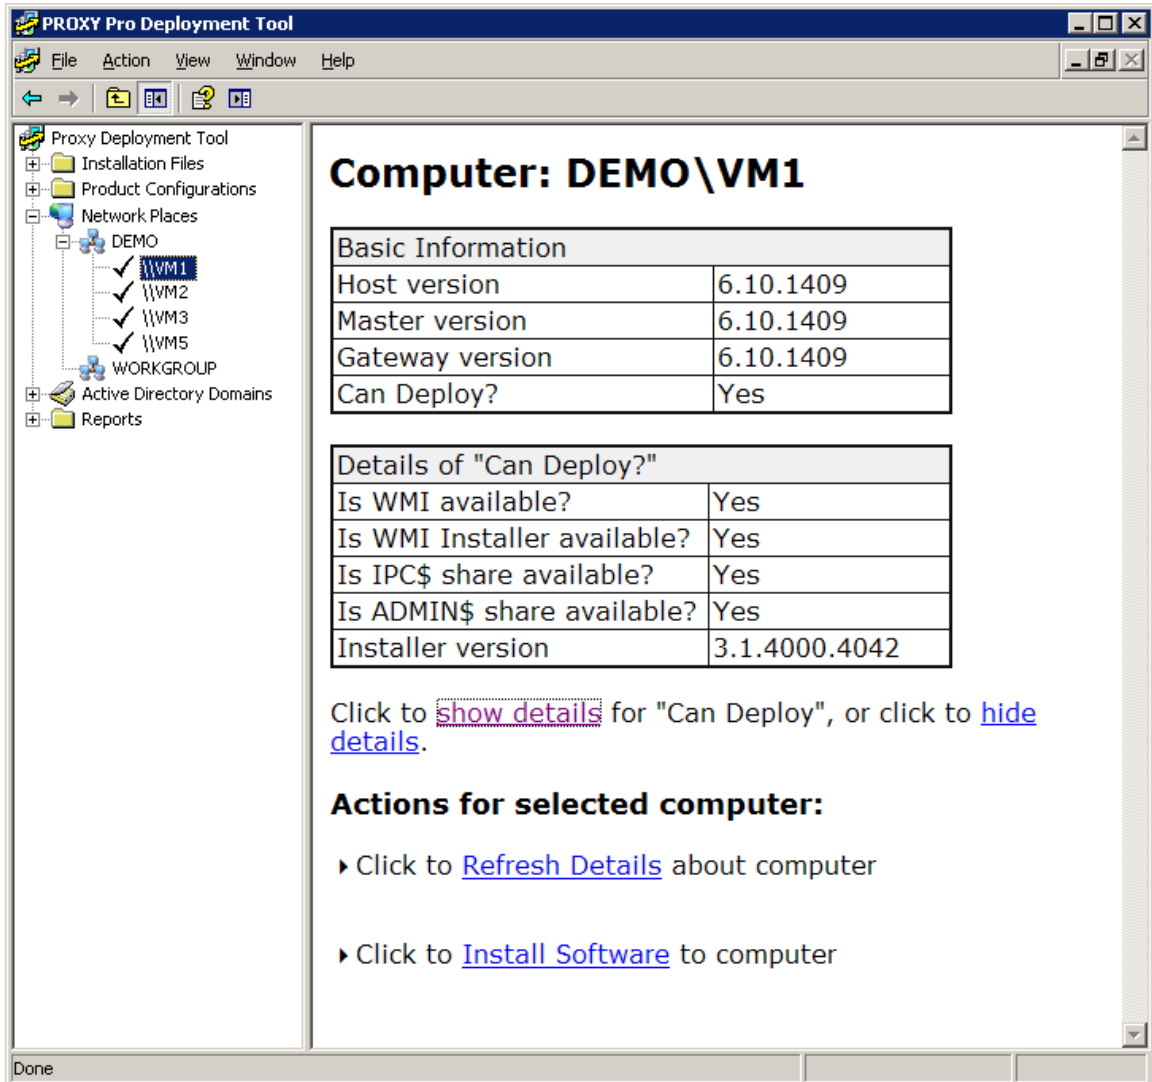 PROXY Pro Deployment Tool
File Action View Window Help
Proxy Deployment Tool
Installation Files
Product Configurations
Network Places
DEMO
\\VM1
\\VM2
\\VM3
\\VM5
WORKGROUP
Active Directory Domains
Reports
Computer: DEMO\VM1
Basic Information
Host version 6.10.1409
Master version 6.10.1409
Gateway version 6.10.1409
Can Deploy? Yes
Details of "Can Deploy?"
Is WMI available? Yes
Is WMI Installer available? Yes
Is IPC$ share available? Yes
Is ADMIN$ share available? Yes
Installer version 3.1.4000.4042
Click to show details for "Can Deploy", or click to hide
details.
Actions for selected computer:
Click to Refresh Details about computer
Click to Install Software to computer
Done